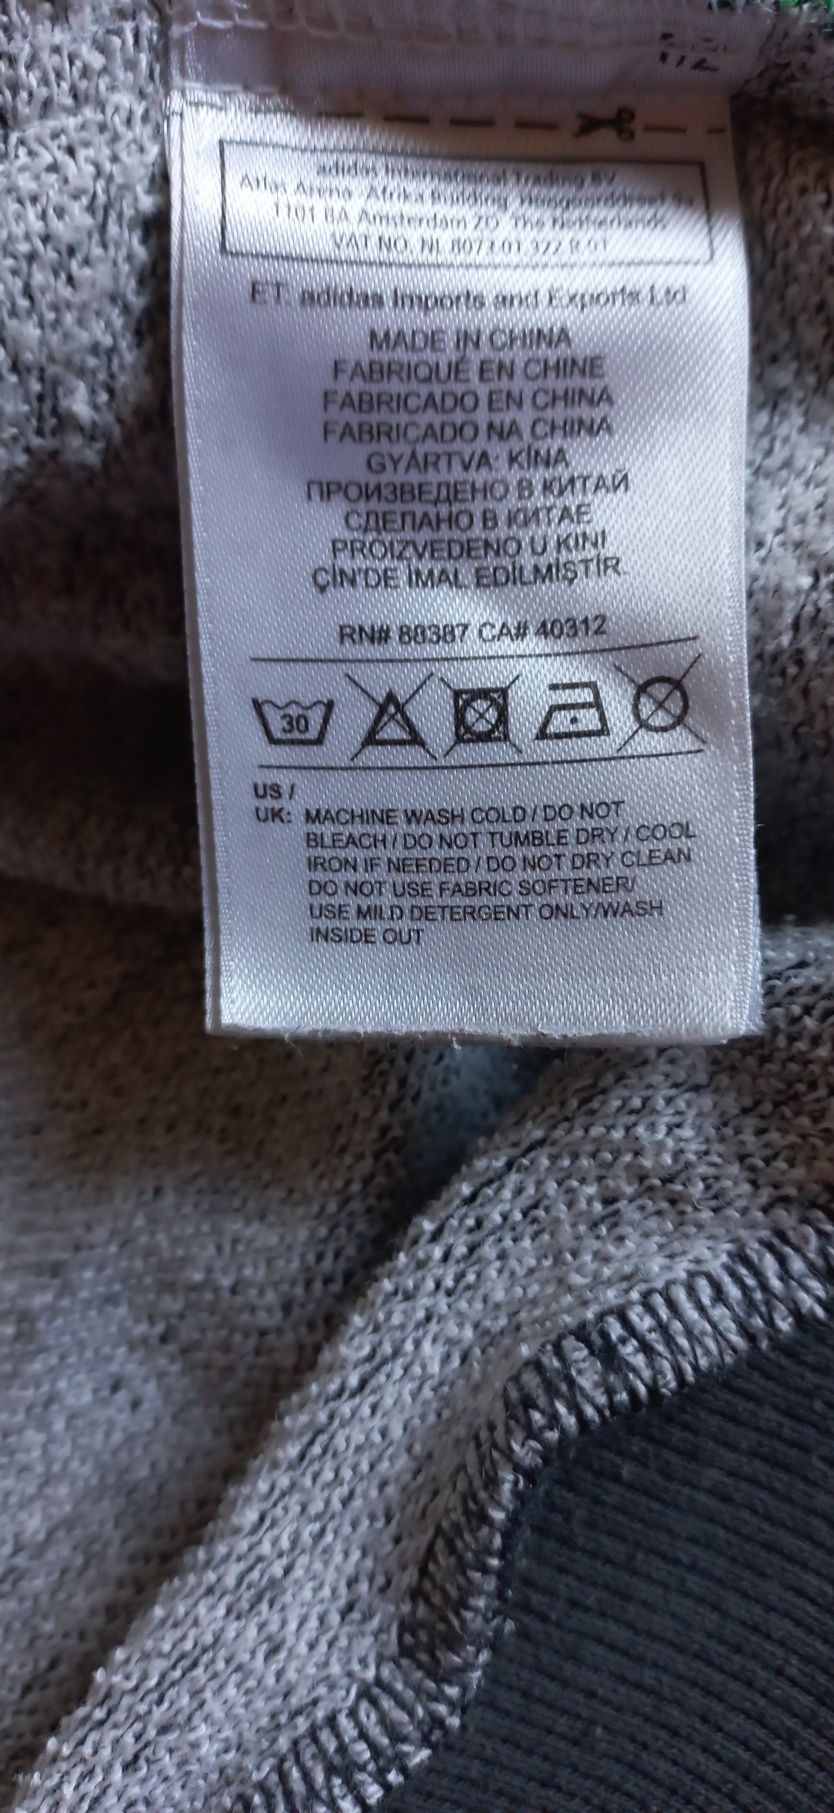 adidas International Trading BV
Atlas Arena, Afrika Building, Hoogoorddreef 9a
1101 BA Amsterdam ZO The Netherlands
VAT NO. NL 8073 01 322 B 01
ET: adidas Imports and Exports Ltd
MADE IN CHINA
FABRIQUÉ EN CHINE
FABRICADO EN CHINA
FABRICADO NA CHINA
GYÁRTVA: KÍNA
ПРОИЗВЕДЕНО В КИТАЙ
СДЕЛАНО В КИТАЕ
PROIZVEDENO U KINI
ÇİN'DE İMAL EDİLMİŞTİR
RN# 88387 CA# 40312
30
US /
UK: MACHINE WASH COLD / DO NOT
BLEACH / DO NOT TUMBLE DRY / COOL
IRON IF NEEDED / DO NOT DRY CLEAN
DO NOT USE FABRIC SOFTENER/
USE MILD DETERGENT ONLY/WASH
INSIDE OUT